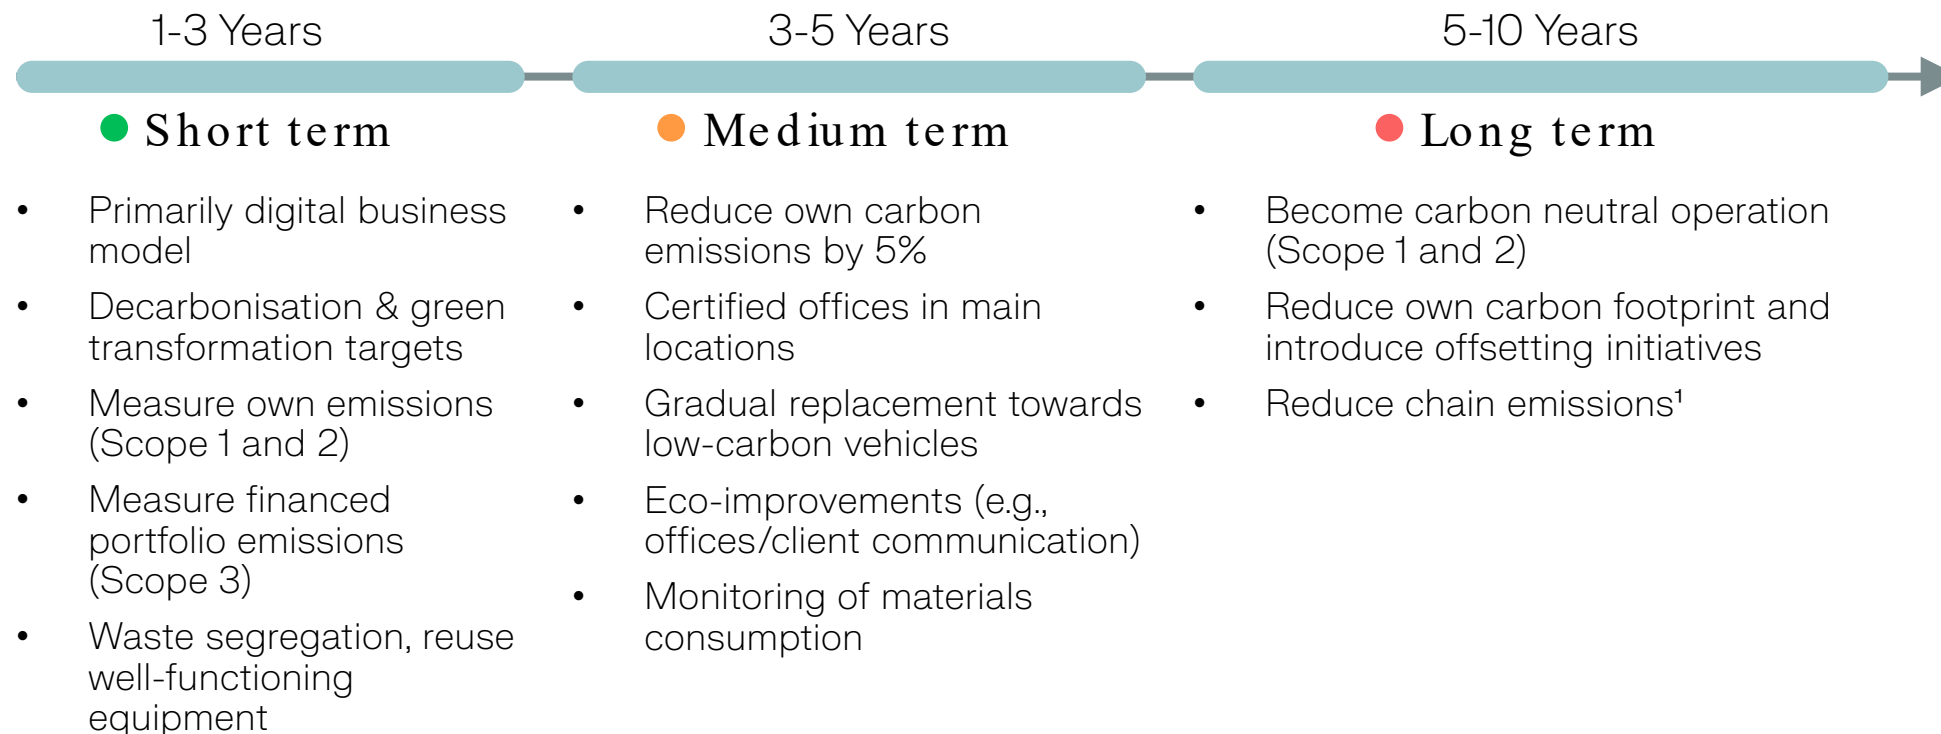 1-3 Years
3-5 Years
5-10 Years
Short term
• Primarily digital business
model
• Decarbonisation & green
transformation targets
• Measure own emissions
(Scope 1 and 2)
• Measure financed
portfolio emissions
(Scope 3)
• Waste segregation, reuse
well-functioning
equipment
Medium term
• Reduce own carbon
emissions by 5%
• Certified offices in main
locations
• Gradual replacement towards
low-carbon vehicles
• Eco-improvements (e.g.,
offices/client communication)
• Monitoring of materials
consumption
Long term
• Become carbon neutral operation
(Scope 1 and 2)
• Reduce own carbon footprint and
introduce offsetting initiatives
• Reduce chain emissions¹